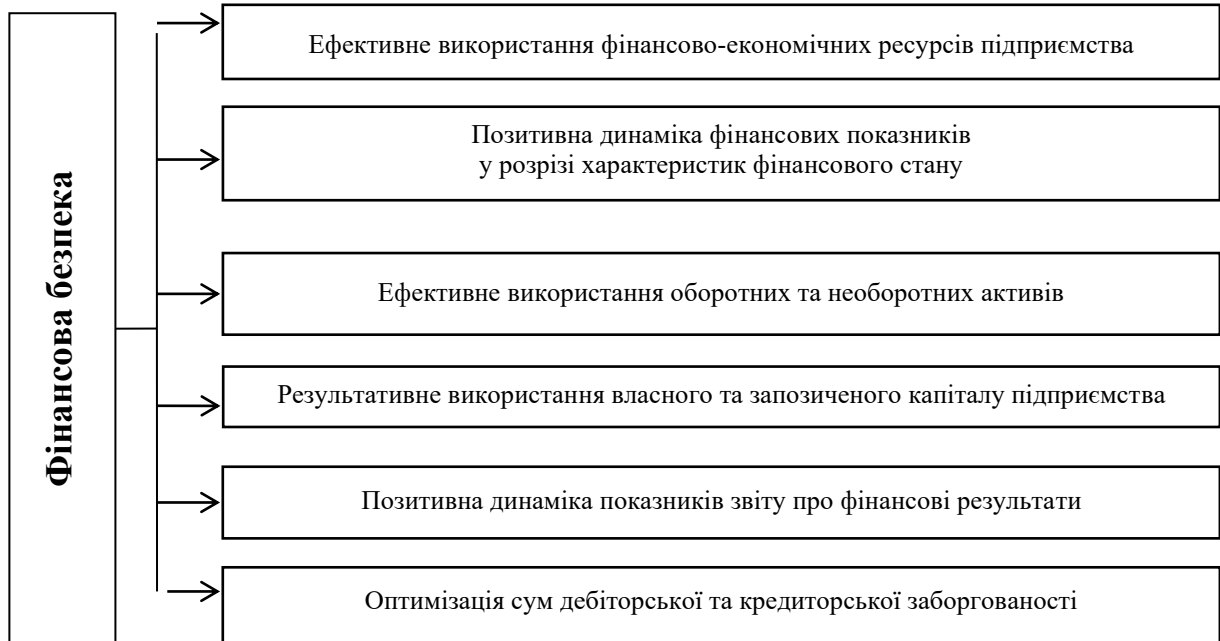 Фінансова безпека
Ефективне використання фінансово-економічних ресурсів підприємства
Позитивна динаміка фінансових показників
у розрізі характеристик фінансового стану
Ефективне використання оборотних та необоротних активів
Результативне використання власного та запозиченого капіталу підприємства
Позитивна динаміка показників звіту про фінансові результати
Оптимізація сум дебіторської та кредиторської заборгованості